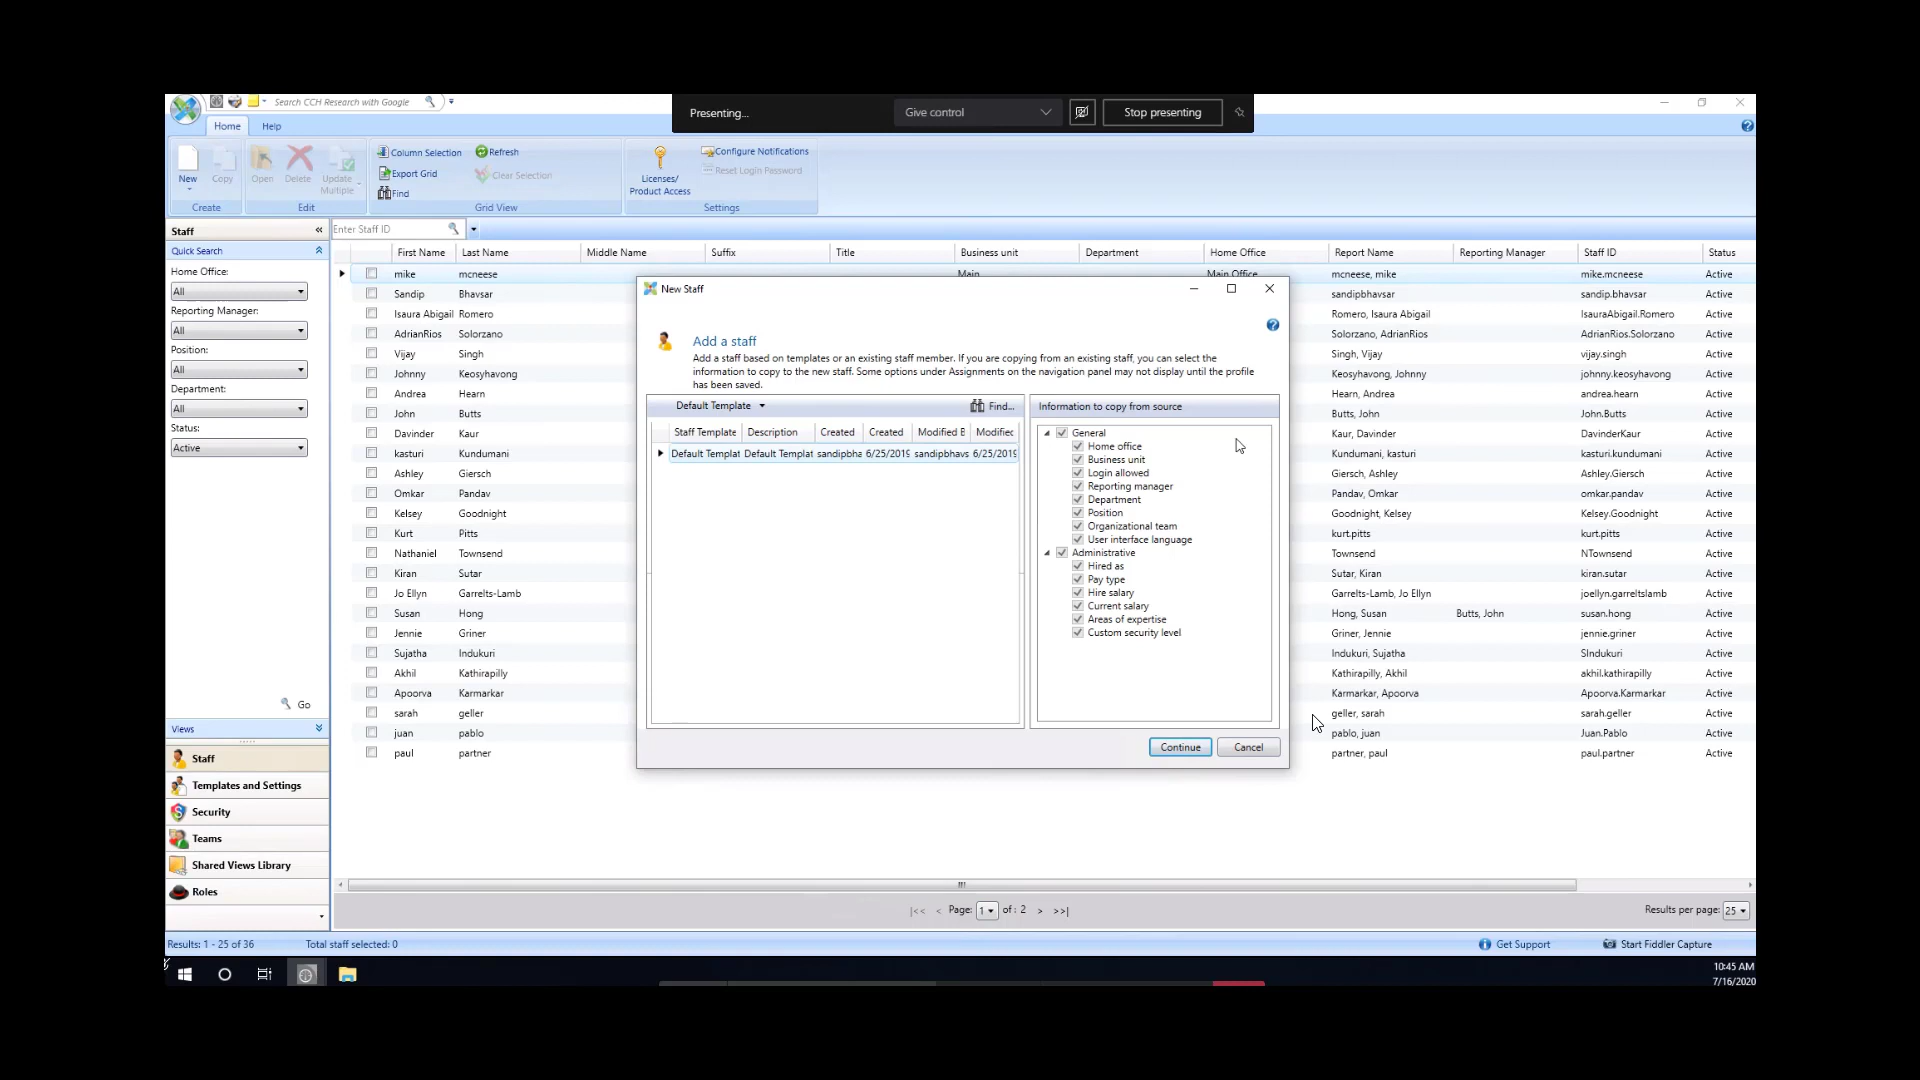 Search CCH Research with Google
Presenting...
Give control
Stop presenting
Home
Help
New
Copy
Create
Open
Delete
Update
Multiple
Edit
Column Selection
Refresh
Export Grid
Clear Selection
Find
Grid View
Licenses/
Product Access
Configure Notifications
Reset Login Password
Settings
Staff
Enter Staff ID
Quick Search
Home Office:
All
Reporting Manager:
All
Position:
All
Department:
All
Status:
Active
Go
Views
Staff
Templates and Settings
Security
Teams
Shared Views Library
Roles
First Name Last Name Middle Name Suffix Title Business unit Department Home Office Report Name Reporting Manager Staff ID Status
mike mcneese Main Main Office mcneese, mike mike.mcneese Active
Sandip Bhavsar sandipbhavsar sandip.bhavsar Active
Isaura Abigail Romero Romero, Isaura Abigail IsauraAbigail.Romero Active
AdrianRios Solorzano Solorzano, AdrianRios AdrianRios.Solorzano Active
Vijay Singh Singh, Vijay vijay.singh Active
Johnny Keosyhavong Keosyhavong, Johnny johnny.keosyhavong Active
Andrea Hearn Hearn, Andrea andrea.hearn Active
John Butts Butts, John John.Butts Active
Davinder Kaur Kaur, Davinder DavinderKaur Active
kasturi Kundumani Kundumani, kasturi kasturi.kundumani Active
Ashley Giersch Giersch, Ashley Ashley.Giersch Active
Omkar Pandav Pandav, Omkar omkar.pandav Active
Kelsey Goodnight Goodnight, Kelsey Kelsey.Goodnight Active
Kurt Pitts kurt.pitts kurt.pitts Active
Nathaniel Townsend Townsend NTownsend Active
Kiran Sutar Sutar, Kiran kiran.sutar Active
Jo Ellyn Garrelts-Lamb Garrelts-Lamb, Jo Ellyn joellyn.garreltslamb Active
Susan Hong Hong, Susan Butts, John susan.hong Active
Jennie Griner Griner, Jennie jennie.griner Active
Sujatha Indukuri Indukuri, Sujatha SIndukuri Active
Akhil Kathirapilly Kathirapilly, Akhil akhil.kathirapilly Active
Apoorva Karmarkar Karmarkar, Apoorva Apoorva.Karmarkar Active
sarah geller geller, sarah sarah.geller Active
juan pablo pablo, juan Juan.Pablo Active
paul partner partner, paul paul.partner Active
New Staff
Add a staff
Add a staff based on templates or an existing staff member. If you are copying from an existing staff, you can select the
information to copy to the new staff. Some options under Assignments on the navigation panel may not display until the profile
has been saved.
Default Template
Find...
Staff Template Description Created Created Modified B Modified
Default Templat Default Templat sandipbha 6/25/2019 sandipbhavs 6/25/2019
Information to copy from source
General
Home office
Business unit
Login allowed
Reporting manager
Department
Position
Organizational team
User interface language
Administrative
Hired as
Pay type
Hire salary
Current salary
Areas of expertise
Custom security level
Continue
Cancel
|<< < Page: 1 of : 2 > >>|
Results per page: 25
Results: 1 - 25 of 36
Total staff selected: 0
Get Support
Start Fiddler Capture
10:45 AM
7/16/2020